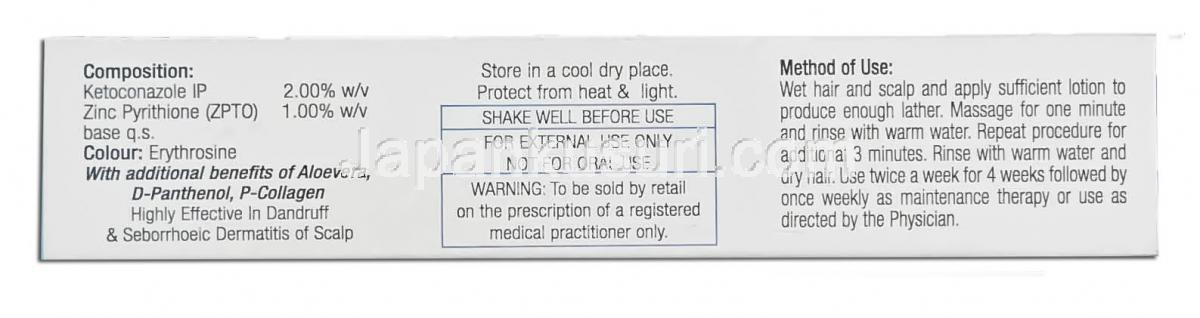 Composition:
Ketoconazole IP 2.00% w/v
Zinc Pyrithione (ZPTO) 1.00% w/v
base q.s.
Colour: Erythrosine
With additional benefits of Aloevera,
D-Panthenol, P-Collagen
Highly Effective In Dandruff
& Seborrhoeic Dermatitis of Scalp
Store in a cool dry place.
Protect from heat & light.
SHAKE WELL BEFORE USE
FOR EXTERNAL USE ONLY
NOT FOR ORAL USE
WARNING: To be sold by retail
on the prescription of a registered
medical practitioner only.
Method of Use:
Wet hair and scalp and apply sufficient lotion to
produce enough lather. Massage for one minute
and rinse with warm water. Repeat procedure for
additional 3 minutes. Rinse with warm water and
dry hair. Use twice a week for 4 weeks followed by
once weekly as maintenance therapy or use as
directed by the Physician.